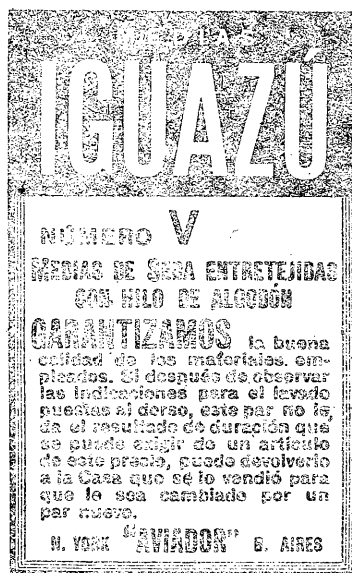 MEDIAS
IGUAZÚ
NÚMERO V
MEDIAS DE SEDA ENTRETEJIDAS
CON HILO DE ALGODÓN
GARANTIZAMOS la buena
calidad de los materiales em-
pleados. Si después de observar
las indicaciones para el lavado
puestas al dorso, este par no le
da el resultado de duración que
se puede exigir de un artículo
de este precio, puede devolverlo
a la Casa que se lo vendió para
que le sea cambiado por un
par nuevo.
N. YORK "AVIADOR" B. AIRES